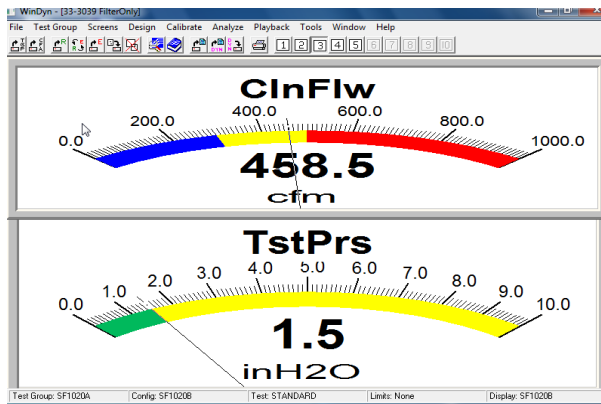 WinDyn - [33-3039 FilterOnly]
File Test Group Screens Design Calibrate Analyze Playback Tools Window Help
1 2 3 4 5 6 7 8 9 10
ClnFlw
0.0 200.0 400.0 600.0 800.0 1000.0
458.5
cfm
TstPrs
0.0 1.0 2.0 3.0 4.0 5.0 6.0 7.0 8.0 9.0 10.0
1.5
inH2O
Test Group: SF1020A Config: SF1020B Test: STANDARD Limits: None Display: SF1020B